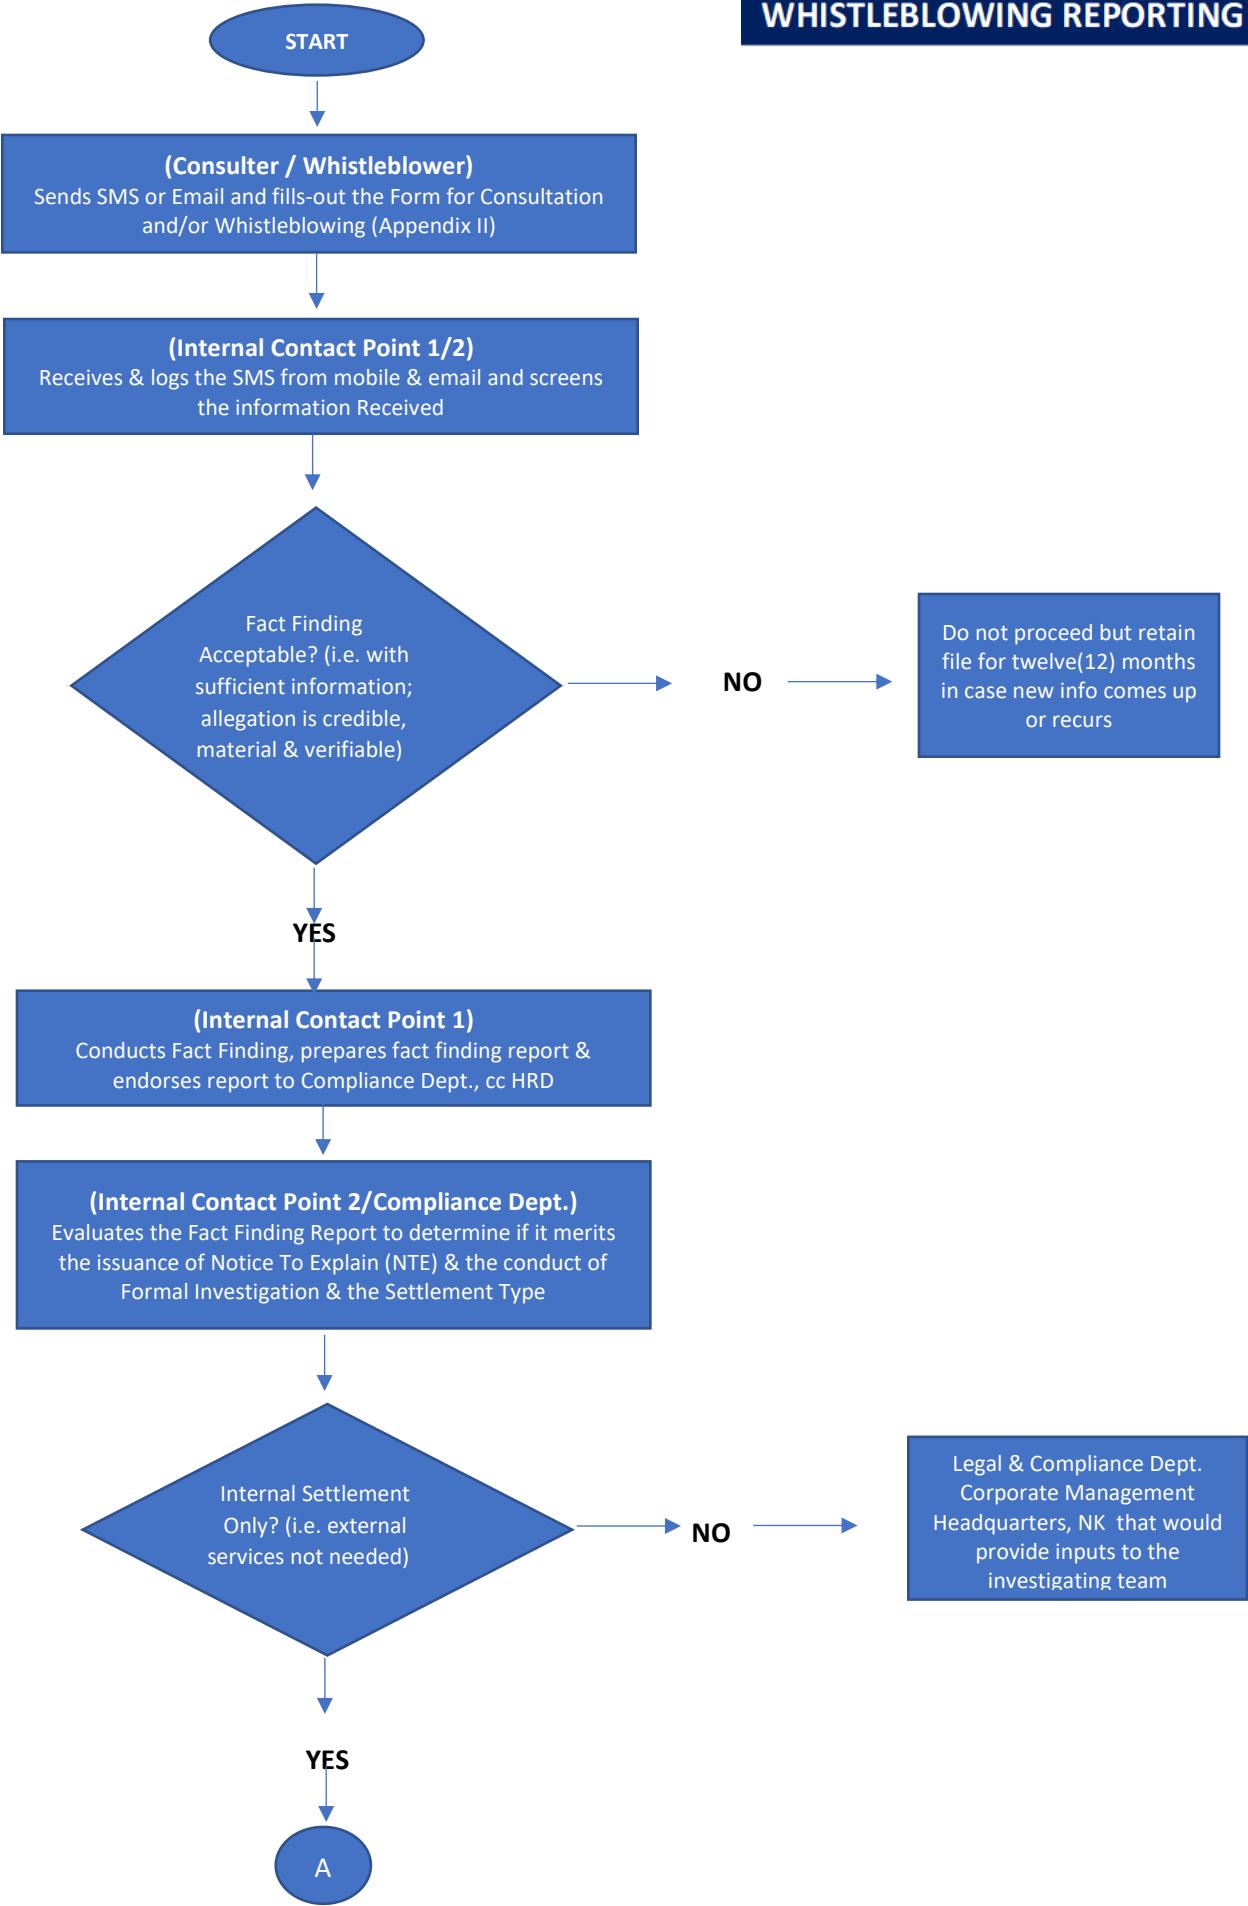 WHISTLEBLOWING REPORTING
START
(Consulter / Whistleblower)
Sends SMS or Email and fills-out the Form for Consultation
and/or Whistleblowing (Appendix II)
(Internal Contact Point 1/2)
Receives & logs the SMS from mobile & email and screens
the information Received
Fact Finding
Acceptable? (i.e. with
sufficient information;
allegation is credible,
material & verifiable)
NO
Do not proceed but retain
file for twelve(12) months
in case new info comes up
or recurs
YES
(Internal Contact Point 1)
Conducts Fact Finding, prepares fact finding report &
endorses report to Compliance Dept., cc HRD
(Internal Contact Point 2/Compliance Dept.)
Evaluates the Fact Finding Report to determine if it merits
the issuance of Notice To Explain (NTE) & the conduct of
Formal Investigation & the Settlement Type
Internal Settlement
Only? (i.e. external
services not needed)
NO
Legal & Compliance Dept.
Corporate Management
Headquarters, NK that would
provide inputs to the
investigating team
YES
A